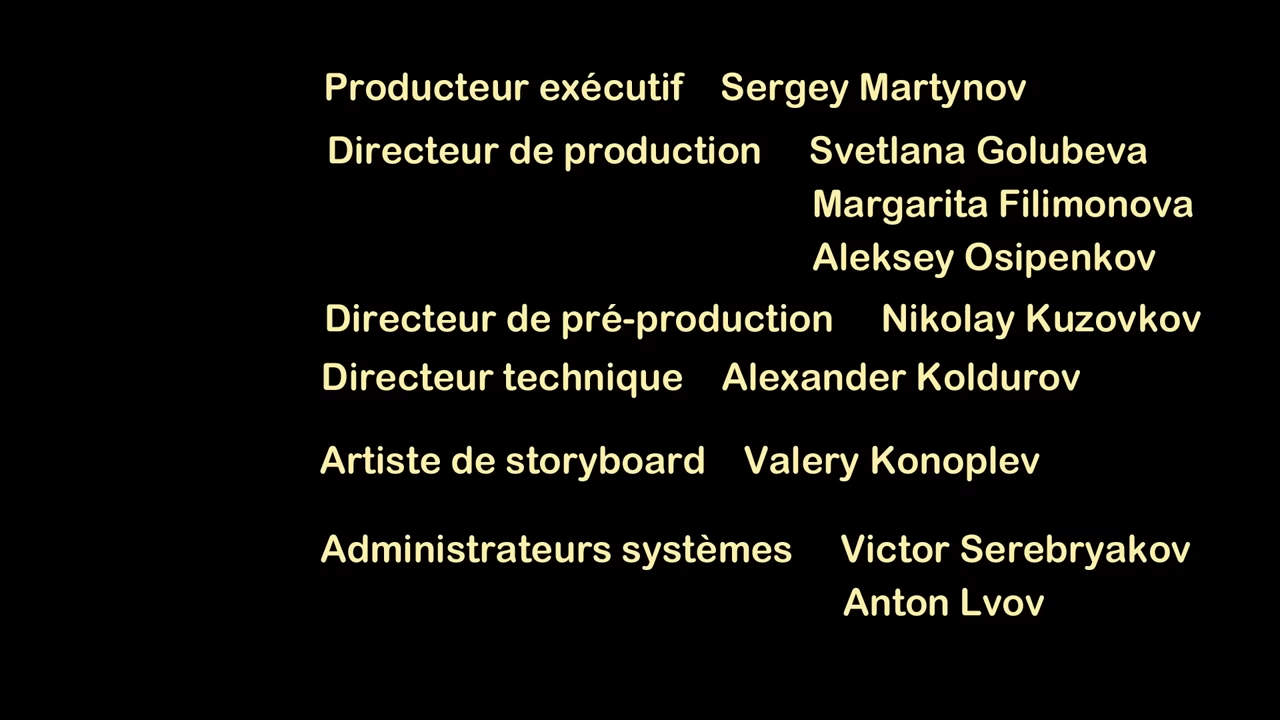 Producteur exécutif Sergey Martynov
Directeur de production Svetlana Golubeva
Margarita Filimonova
Aleksey Osipenkov
Directeur de pré-production Nikolay Kuzovkov
Directeur technique Alexander Koldurov
Artiste de storyboard Valery Konoplev
Administrateurs systèmes Victor Serebryakov
Anton Lvov